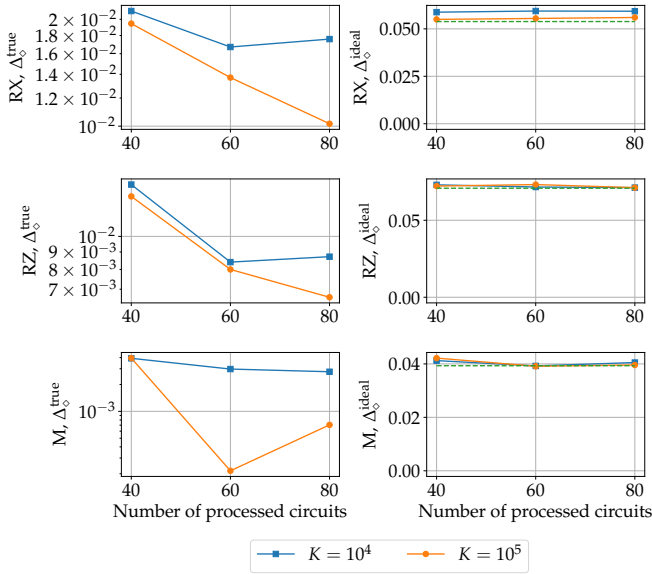 RX, Δ◇^true
2 × 10⁻²
1.8 × 10⁻²
1.6 × 10⁻²
1.4 × 10⁻²
1.2 × 10⁻²
10⁻²
40 60 80
RX, Δ◇^ideal
0.050
0.025
0.000
40 60 80
RZ, Δ◇^true
10⁻²
9 × 10⁻³
8 × 10⁻³
7 × 10⁻³
40 60 80
RZ, Δ◇^ideal
0.05
0.00
40 60 80
M, Δ◇^true
10⁻³
40 60 80
Number of processed circuits
M, Δ◇^ideal
0.04
0.02
0.00
40 60 80
Number of processed circuits
K = 10⁴
K = 10⁵